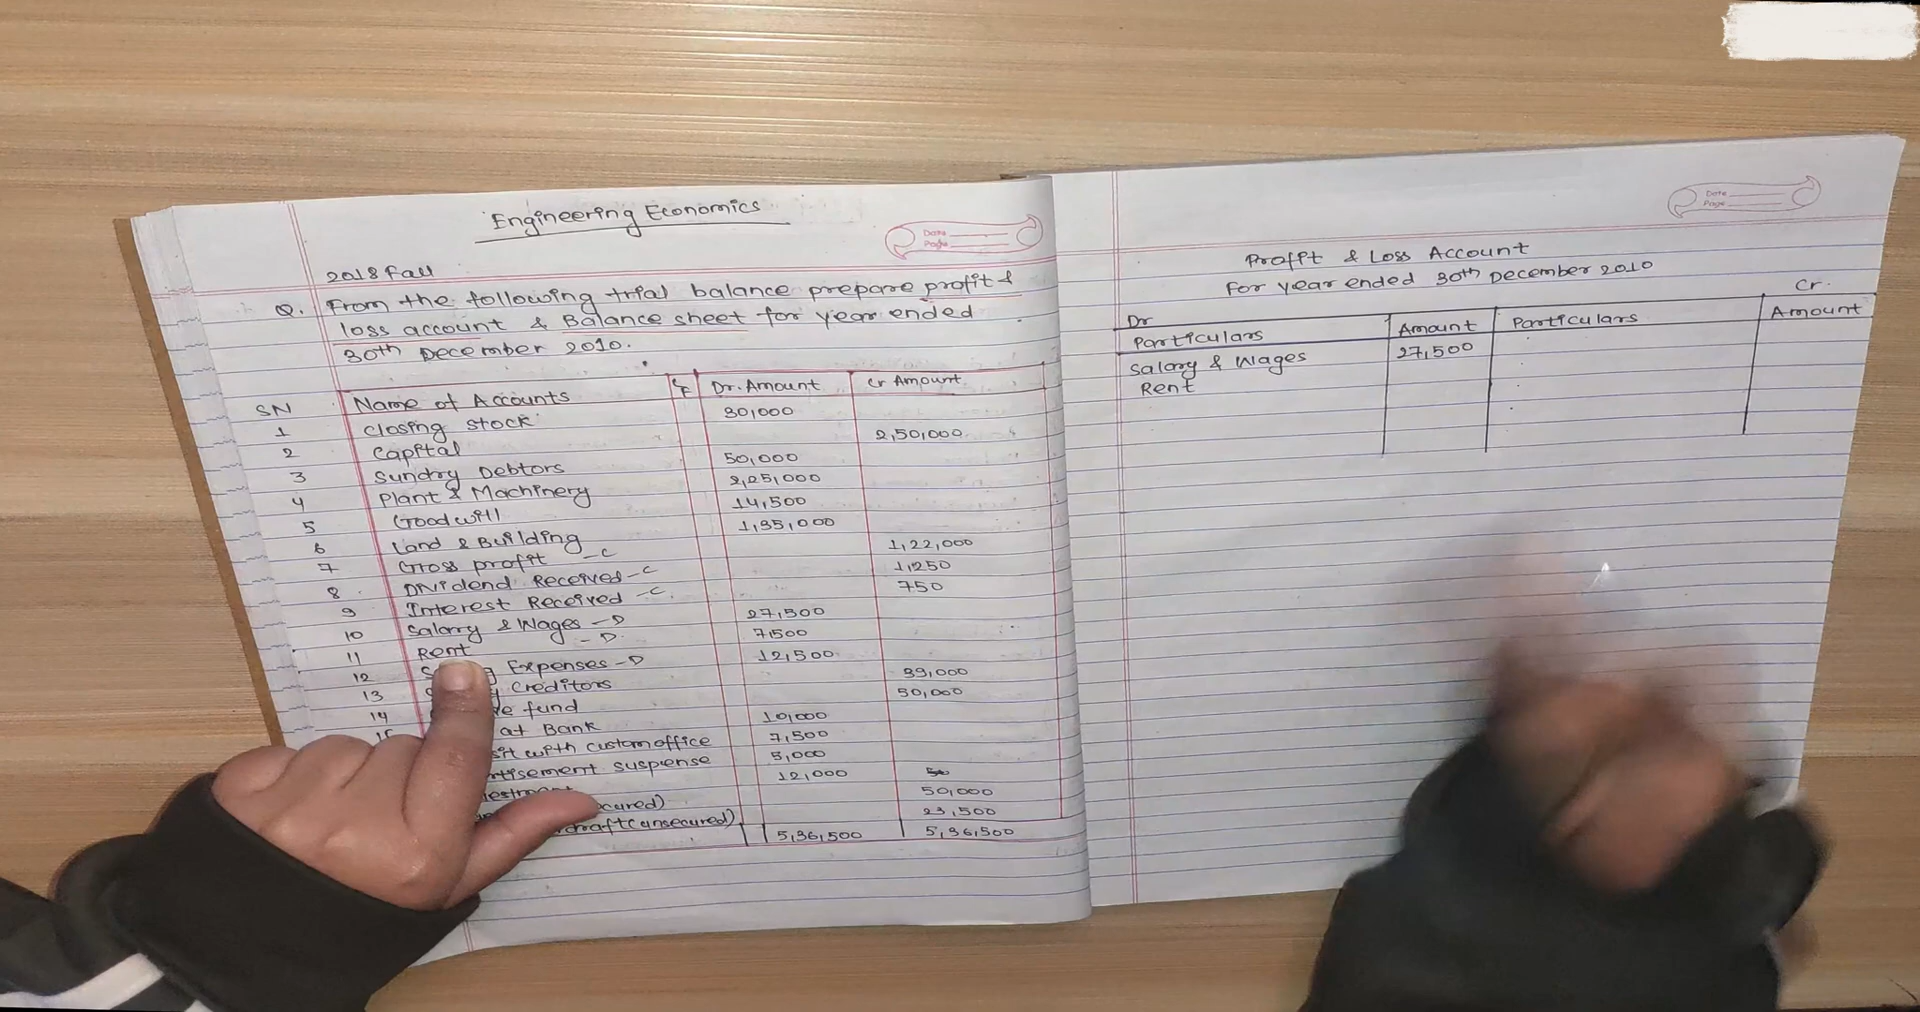 Engineering Economics
Date
Page
2018 Fall
Q. From the following trial balance prepare profit &
loss account & Balance sheet for year ended
30th December 2010.
SN Name of Accounts Dr. Amount Cr Amount
1 Closing stock 30,000
2 Capital 2,50,000
3 Sundry Debtors 50,000
4 Plant & Machinery 2,25,000
5 Goodwill 14,500
6 Land & Building 1,35,000
7 Gross profit -C 1,22,000
8 Dividend Received -C 1,250
9 Interest Received -C 750
10 Salary & Wages -D 27,500
11 Rent -D 7,500
12 Expenses -D 12,500
13 Creditors 39,000
14 fund 50,000
at Bank 10,000
with custom office 7,500
suspense 5,000
12,000
50,000
(unsecured) 23,500
5,36,500 5,36,500
Date
Page
Profit & Loss Account
For year ended 30th December 2010
Dr Cr.
Particulars Amount Particulars Amount
Salary & Wages 27,500
Rent